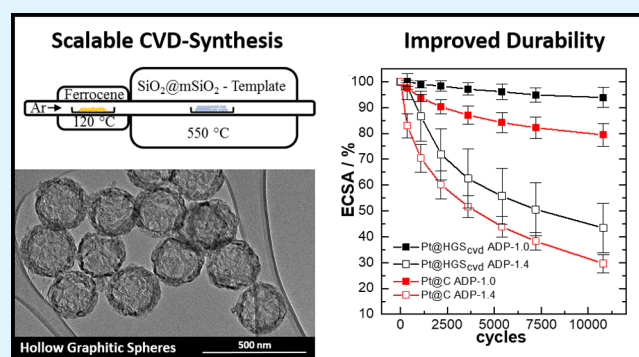 Scalable CVD-Synthesis
Ferrocene
SiO₂@mSiO₂ - Template
Ar
120 °C
550 °C
Hollow Graphitic Spheres
500 nm
Improved Durability
ECSA / %
100
90
80
70
60
50
40
30
20
Pt@HGScvd ADP-1.0
Pt@HGScvd ADP-1.4
Pt@C ADP-1.0
Pt@C ADP-1.4
0
2500
5000
7500
10000
cycles